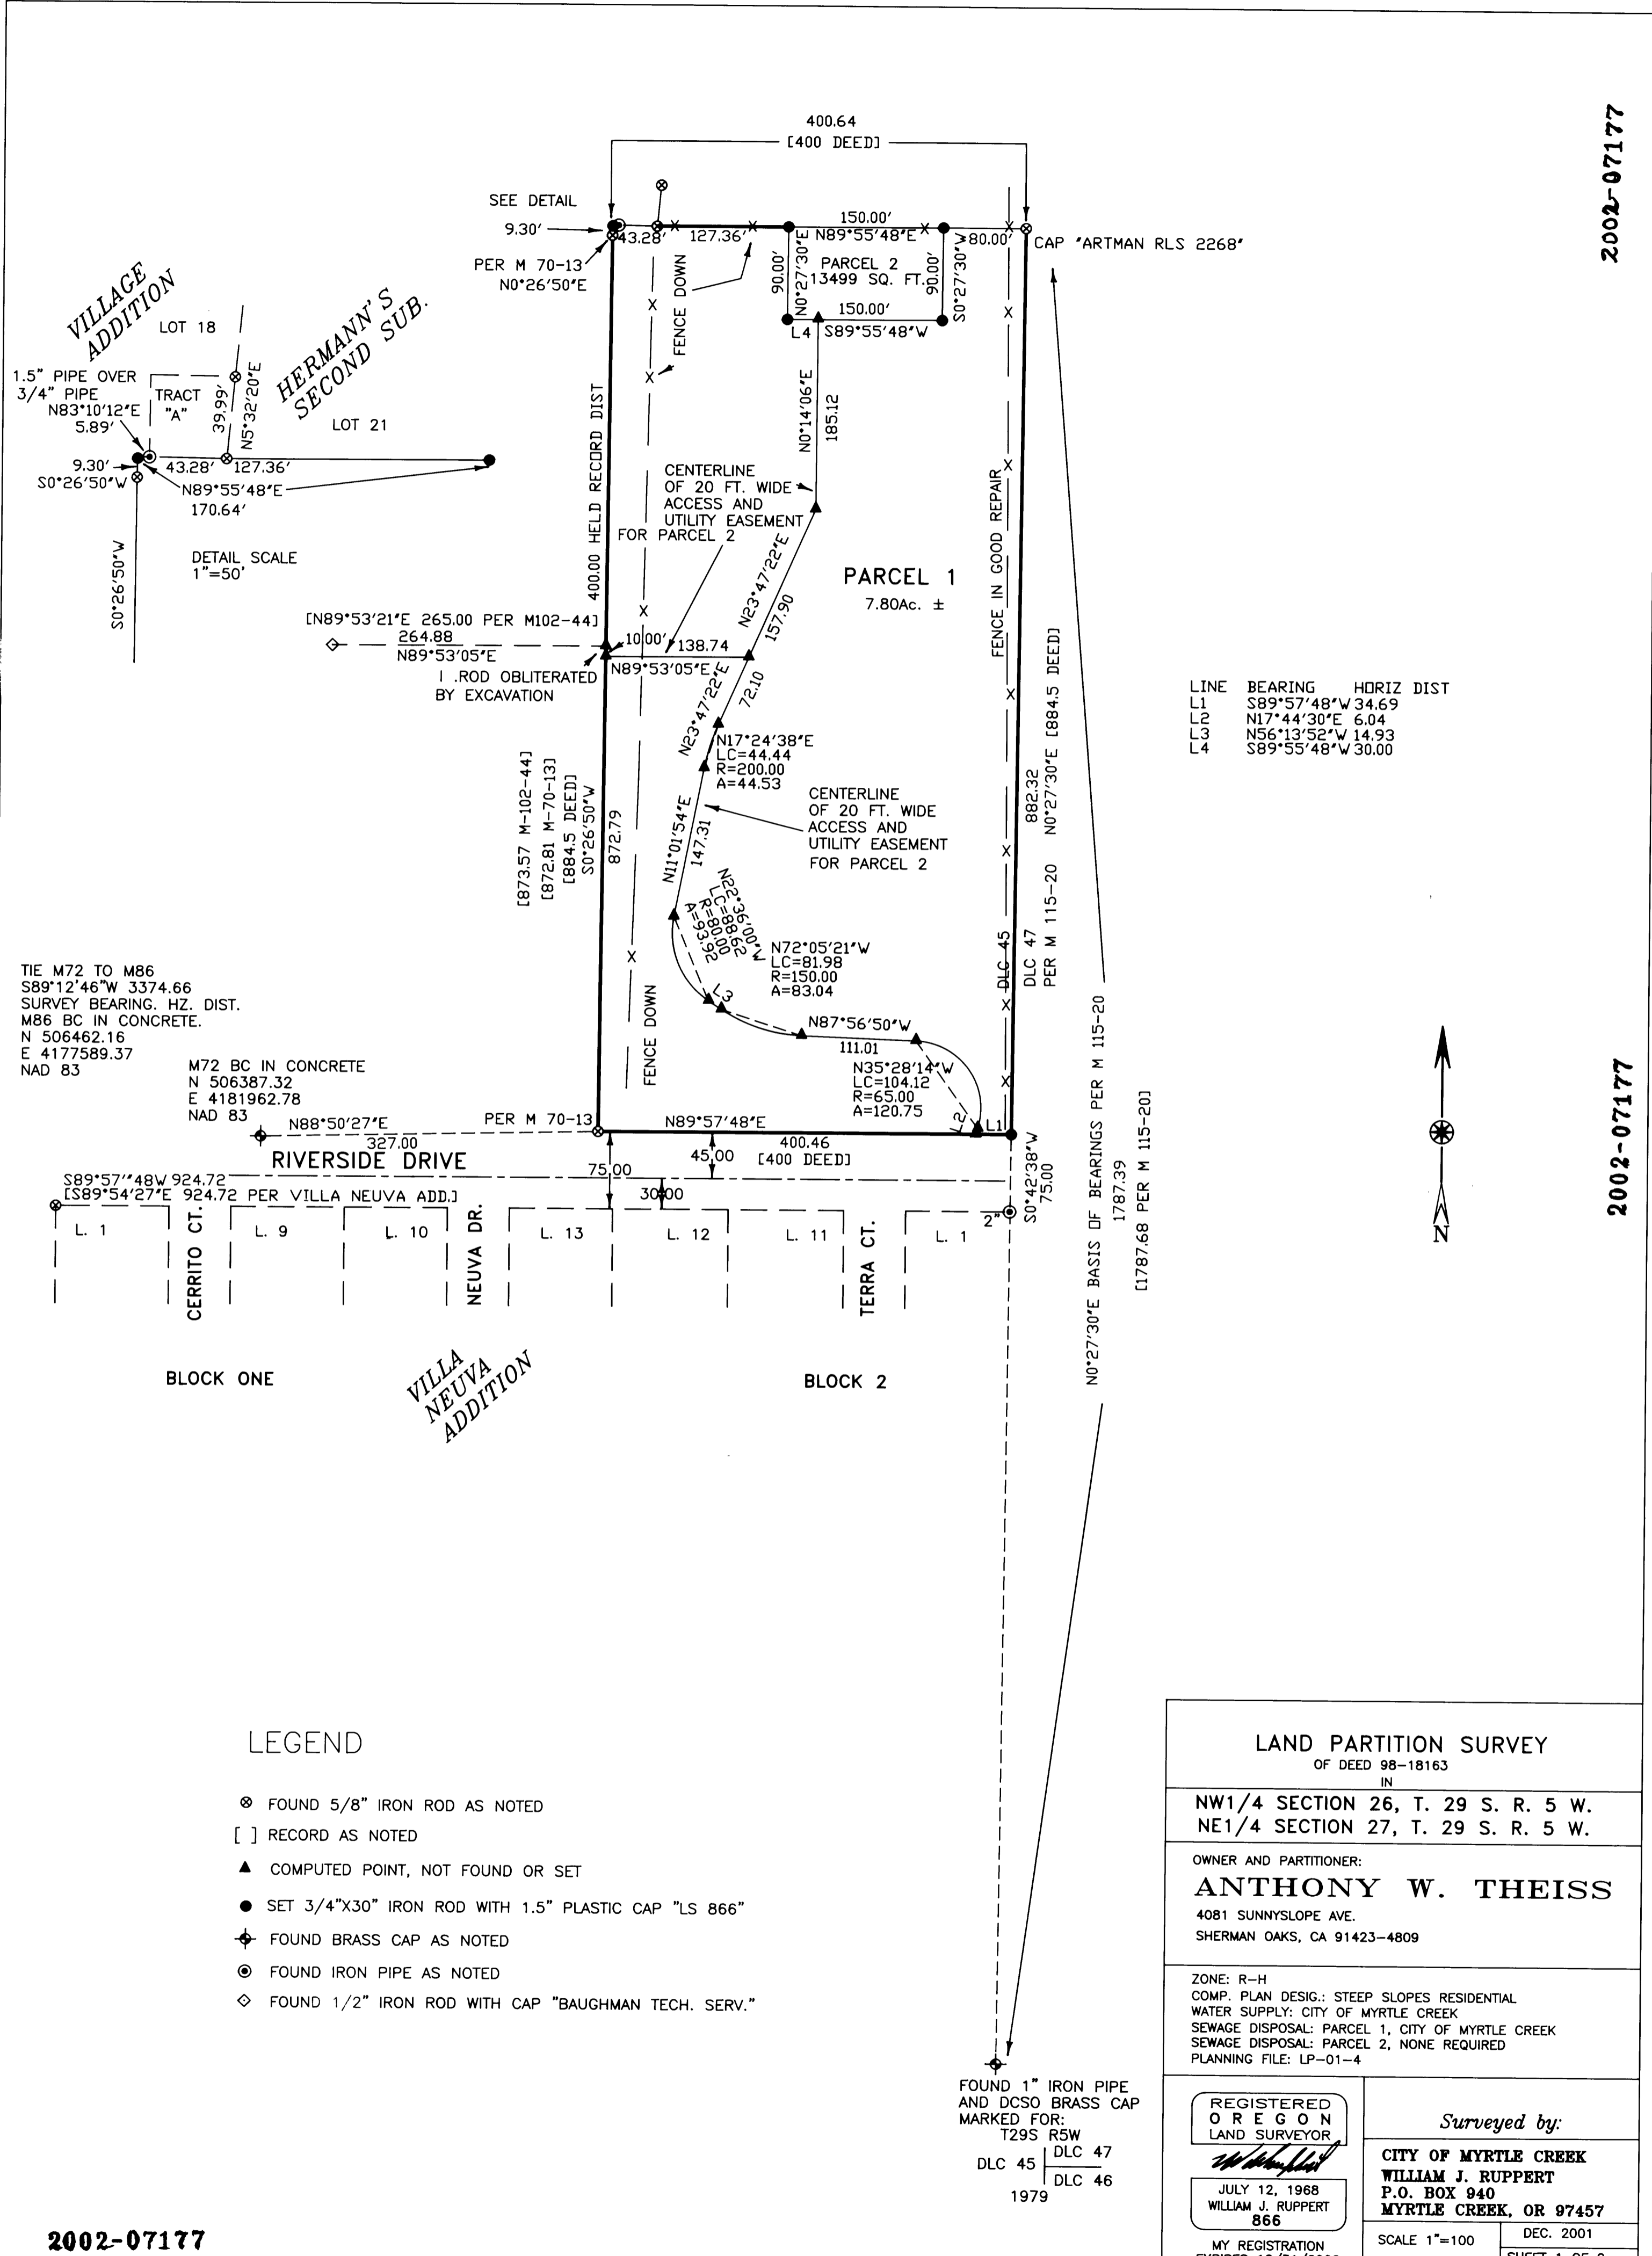 2002-07177
400.64
[400 DEED]
SEE DETAIL
9.30'
43.28'
127.36'
150.00'
N89°55'48"E
80.00'
CAP "ARTMAN RLS 2268"
PER M 70-13
N0°26'50"E
90.00'
N0°27'30"E
PARCEL 2
13499 SQ. FT.
90.00'
S0°27'30"W
150.00'
L4 S89°55'48"W
FENCE DOWN
VILLAGE
ADDITION
LOT 18
HERMANN'S
SECOND SUB.
1.5" PIPE OVER
3/4" PIPE
N83°10'12"E
5.89'
TRACT
"A"
39.99'
N5°32'20"E
LOT 21
9.30'
43.28'
127.36'
S0°26'50"W
N89°55'48"E
170.64'
S0°26'50"W
DETAIL SCALE
1"=50'
400.00 HELD RECORD DIST
N0°14'06"E
185.12
CENTERLINE
OF 20 FT. WIDE
ACCESS AND
UTILITY EASEMENT
FOR PARCEL 2
N23°47'22"E
157.90
PARCEL 1
7.80Ac. ±
FENCE IN GOOD REPAIR
[N89°53'21"E 265.00 PER M102-44]
264.88
N89°53'05"E
10.00'
138.74
N89°53'05"E
I .ROD OBLITERATED
BY EXCAVATION
N23°47'22"E
72.10
N17°24'38"E
LC=44.44
R=200.00
A=44.53
LINE BEARING HORIZ DIST
L1 S89°57'48"W 34.69
L2 N17°44'30"E 6.04
L3 N56°13'52"W 14.93
L4 S89°55'48"W 30.00
[873.57 M-102-44]
[872.81 M-70-13]
[884.5 DEED]
S0°26'50"W
872.79
N11°01'54"E
147.31
CENTERLINE
OF 20 FT. WIDE
ACCESS AND
UTILITY EASEMENT
FOR PARCEL 2
882.32
N0°27'30"E [884.5 DEED]
N22°36'00"W
LC=88.62
R=80.00
A=93.92
L3
N72°05'21"W
LC=81.98
R=150.00
A=83.04
DLC 45
DLC 47
PER M 115-20
N87°56'50"W
111.01
FENCE DOWN
N35°28'14"W
LC=104.12
R=65.00
A=120.75
L2
L1
TIE M72 TO M86
S89°12'46"W 3374.66
SURVEY BEARING. HZ. DIST.
M86 BC IN CONCRETE.
N 506462.16
E 4177589.37
NAD 83
M72 BC IN CONCRETE
N 506387.32
E 4181962.78
NAD 83
N88°50'27"E
327.00
PER M 70-13
N89°57'48"E
400.46
[400 DEED]
RIVERSIDE DRIVE
75.00
45.00
30.00
S0°42'38"W
75.00
2"
S89°57'48W 924.72
[S89°54'27"E 924.72 PER VILLA NEUVA ADD.]
L. 1
CERRITO CT.
L. 9
L. 10
NEUVA DR.
L. 13
L. 12
L. 11
TERRA CT.
L. 1
N0°27'30"E BASIS OF BEARINGS PER M 115-20
1787.39
[1787.68 PER M 115-20]
N
2002-07177
BLOCK ONE
VILLA
NEUVA
ADDITION
BLOCK 2
LEGEND
FOUND 5/8" IRON ROD AS NOTED
[ ] RECORD AS NOTED
COMPUTED POINT, NOT FOUND OR SET
SET 3/4"X30" IRON ROD WITH 1.5" PLASTIC CAP "LS 866"
FOUND BRASS CAP AS NOTED
FOUND IRON PIPE AS NOTED
FOUND 1/2" IRON ROD WITH CAP "BAUGHMAN TECH. SERV."
FOUND 1" IRON PIPE
AND DCSO BRASS CAP
MARKED FOR:
T29S R5W
DLC 45
DLC 47
DLC 46
1979
LAND PARTITION SURVEY
OF DEED 98-18163
IN
NW1/4 SECTION 26, T. 29 S. R. 5 W.
NE1/4 SECTION 27, T. 29 S. R. 5 W.
OWNER AND PARTITIONER:
ANTHONY W. THEISS
4081 SUNNYSLOPE AVE.
SHERMAN OAKS, CA 91423-4809
ZONE: R-H
COMP. PLAN DESIG.: STEEP SLOPES RESIDENTIAL
WATER SUPPLY: CITY OF MYRTLE CREEK
SEWAGE DISPOSAL: PARCEL 1, CITY OF MYRTLE CREEK
SEWAGE DISPOSAL: PARCEL 2, NONE REQUIRED
PLANNING FILE: LP-01-4
REGISTERED
OREGON
LAND SURVEYOR
JULY 12, 1968
WILLIAM J. RUPPERT
866
MY REGISTRATION
Surveyed by:
CITY OF MYRTLE CREEK
WILLIAM J. RUPPERT
P.O. BOX 940
MYRTLE CREEK, OR 97457
SCALE 1"=100
DEC. 2001
2002-07177